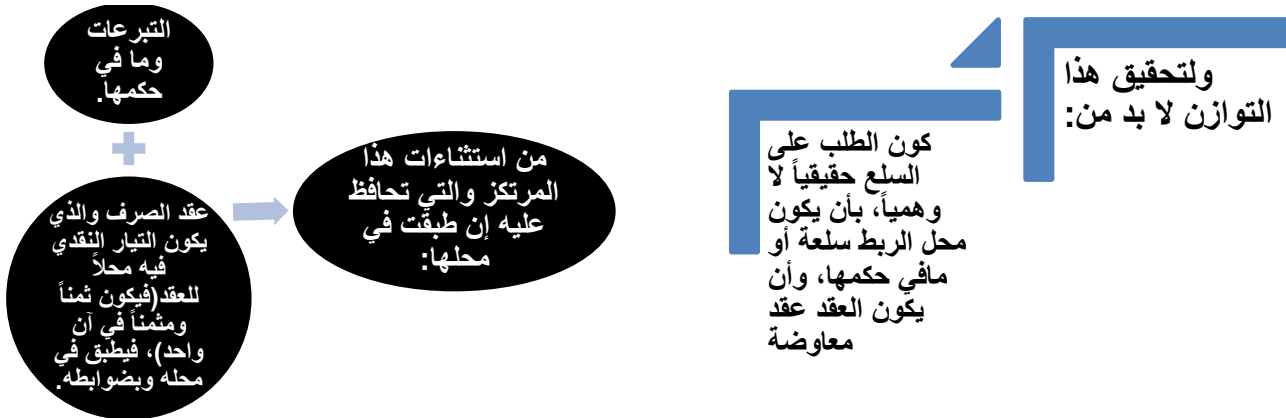 ولتحقيق هذا
التوازن لا بد من:
كون الطلب على
السلع حقيقياً لا
وهمياً، بأن يكون
محل الربط سلعة أو
مافي حكمها، وأن
يكون العقد عقد
معاوضة
من استثناءات هذا
المرتكز والتي تحافظ
عليه إن طبقت في
محلها:
التبرعات
وما في
حكمها.
عقد الصرف والذي
يكون التيار النقدي
فيه محلاً
للعقد(فيكون ثمناً
ومثمناً في آن
واحد)، فيطبق في
محله وبضوابطه.